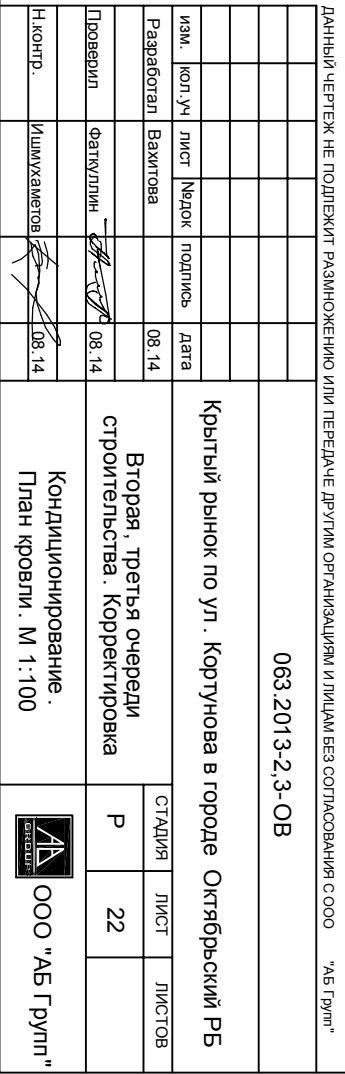 ДАННЫЙ ЧЕРТЕЖ НЕ ПОДЛЕЖИТ РАЗМНОЖЕНИЮ ИЛИ ПЕРЕДАЧЕ ДРУГИМ ОРГАНИЗАЦИЯМ И ЛИЦАМ БЕЗ СОГЛАСОВАНИЯ С ООО "АБ Групп"
063.2013-2,3-ОВ
Крытый рынок по ул. Кортунова в городе Октябрьский РБ
изм. кол.уч лист №док подпись дата
Разработал Вахитова 08.14
Проверил Фаткуллин 08.14
Н.контр. Ишмухаметов 08.14
Вторая, третья очереди
строительства. Корректировка
СТАДИЯ ЛИСТ ЛИСТОВ
Р 22
Кондиционирование.
План кровли. М 1:100
АБ
GROUP
ООО "АБ Групп"